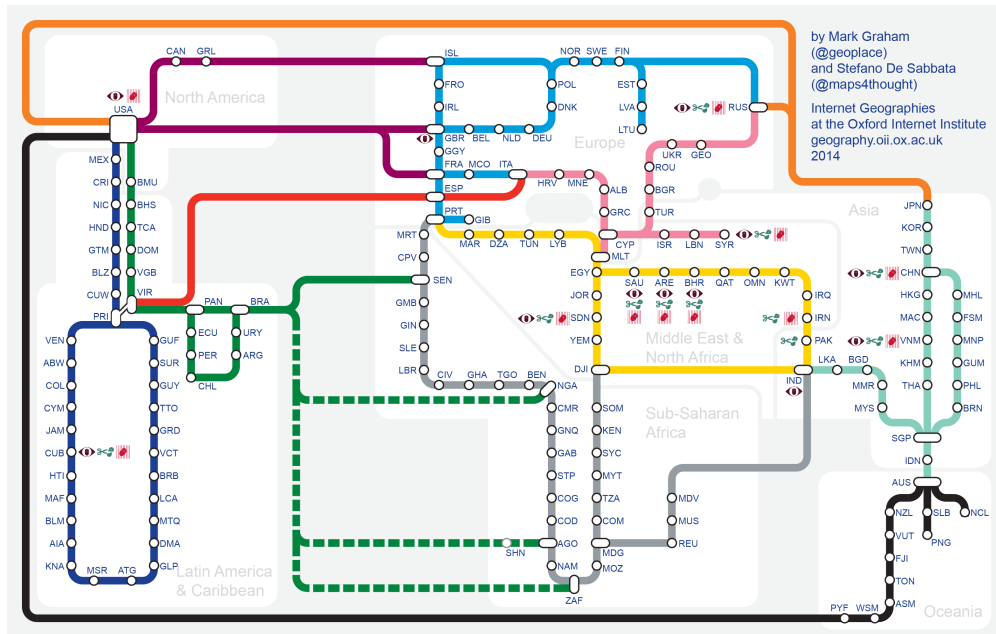 by Mark Graham
(@geoplace)
and Stefano De Sabbata
(@maps4thought)
Internet Geographies
at the Oxford Internet Institute
geography.oii.ox.ac.uk
2014
CAN GRL
ISL
NOR SWE FIN
North America
USA
FRO
POL
EST
IRL
DNK
LVA
RUS
GBR BEL NLD DEU
LTU
Europe
GGY
UKR GEO
MEX
FRA MCO ITA
ROU
CRI
BMU
ESP
HRV MNE
ALB
BGR
NIC
BHS
PRT
GIB
GRC
TUR
Asia
JPN
HND
TCA
MRT
MAR DZA TUN LYB
CYP
ISR LBN SYR
KOR
GTM
DOM
CPV
MLT
TWN
BLZ
VGB
SEN
EGY
SAU ARE BHR QAT OMN KWT
CHN
CUW
VIR
PAN
BRA
GMB
JOR
IRQ
HKG
MHL
PRI
GIN
SDN
IRN
MAC
FSM
VEN
GUF
ECU
URY
SLE
YEM
Middle East &
North Africa
PAK
VNM
MNP
ABW
SUR
PER
ARG
LBR
DJI
IND
LKA BGD
KHM
GUM
COL
GUY
CHL
CIV GHA TGO BEN
NGA
MMR
THA
PHL
CYM
TTO
CMR
SOM
Sub-Saharan
Africa
MYS
BRN
JAM
GRD
GNQ
KEN
SGP
CUB
VCT
GAB
SYC
IDN
HTI
BRB
STP
MYT
AUS
MAF
LCA
COG
TZA
MDV
NZL
SLB
NCL
BLM
MTQ
COD
COM
MUS
VUT
PNG
AIA
DMA
SHN
AGO
MDG
REU
FJI
KNA
GLP
NAM
MOZ
TON
MSR ATG
Latin America
& Caribbean
ZAF
ASM
PYF WSM
Oceania